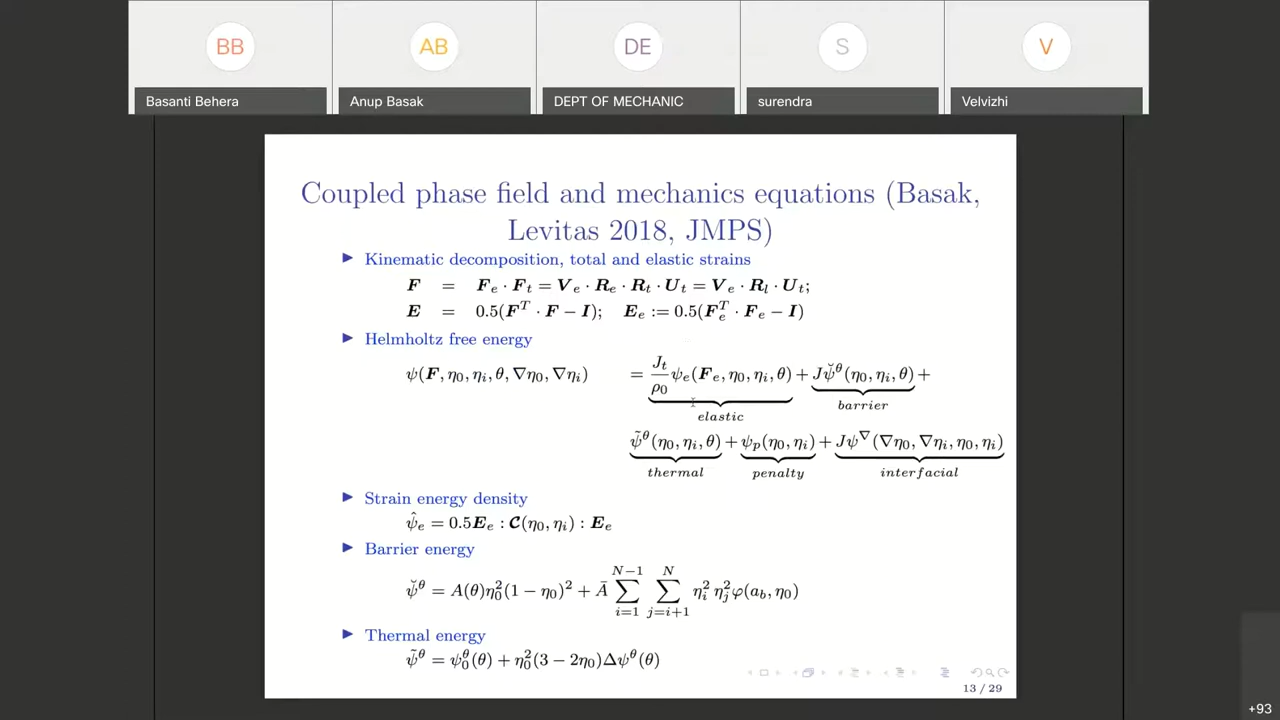 BB
AB
DE
S
V
Basanti Behera
Anup Basak
DEPT OF MECHANIC
surendra
Velvizhi
Coupled phase field and mechanics equations (Basak,
Levitas 2018, JMPS)
Kinematic decomposition, total and elastic strains
F = F_e · F_t = V_e · R_e · R_t · U_t = V_e · R_l · U_t;
E = 0.5(F^T · F − I); E_e := 0.5(F_e^T · F_e − I)
Helmholtz free energy
ψ(F, η_0, η_i, θ, ∇η_0, ∇η_i) = J_t/ρ_0 ψ_e(F_e, η_0, η_i, θ) + Jψ̆^θ(η_0, η_i, θ) +
elastic barrier
ψ̃^θ(η_0, η_i, θ) + ψ_p(η_0, η_i) + Jψ^∇(∇η_0, ∇η_i, η_0, η_i)
thermal penalty interfacial
Strain energy density
ψ̂_e = 0.5E_e : C(η_0, η_i) : E_e
Barrier energy
ψ̆^θ = A(θ)η_0^2(1 − η_0)^2 + Ā ∑_{i=1}^{N−1} ∑_{j=i+1}^{N} η_i^2 η_j^2 φ(a_b, η_0)
Thermal energy
ψ̃^θ = ψ_0^θ(θ) + η_0^2(3 − 2η_0)Δψ^θ(θ)
13 / 29
+93